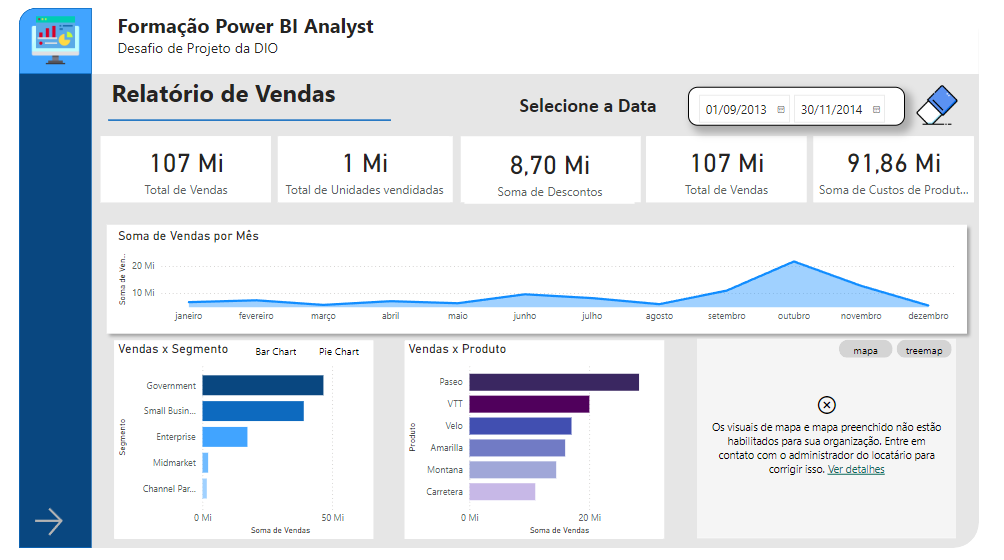 Formação Power BI Analyst
Desafio de Projeto da DIO
Relatório de Vendas
Selecione a Data
01/09/2013
30/11/2014
107 Mi
Total de Vendas
1 Mi
Total de Unidades vendidadas
8,70 Mi
Soma de Descontos
107 Mi
Total de Vendas
91,86 Mi
Soma de Custos de Produt...
Soma de Vendas por Mês
Soma de Ven...
20 Mi
10 Mi
janeiro
fevereiro
março
abril
maio
junho
julho
agosto
setembro
outubro
novembro
dezembro
Vendas x Segmento
Bar Chart
Pie Chart
Segmento
Government
Small Busin...
Enterprise
Midmarket
Channel Par...
0 Mi
50 Mi
Soma de Vendas
Vendas x Produto
Produto
Paseo
VTT
Velo
Amarilla
Montana
Carretera
0 Mi
20 Mi
Soma de Vendas
mapa
treemap
Os visuais de mapa e mapa preenchido não estão
habilitados para sua organização. Entre em
contato com o administrador do locatário para
corrigir isso. Ver detalhes